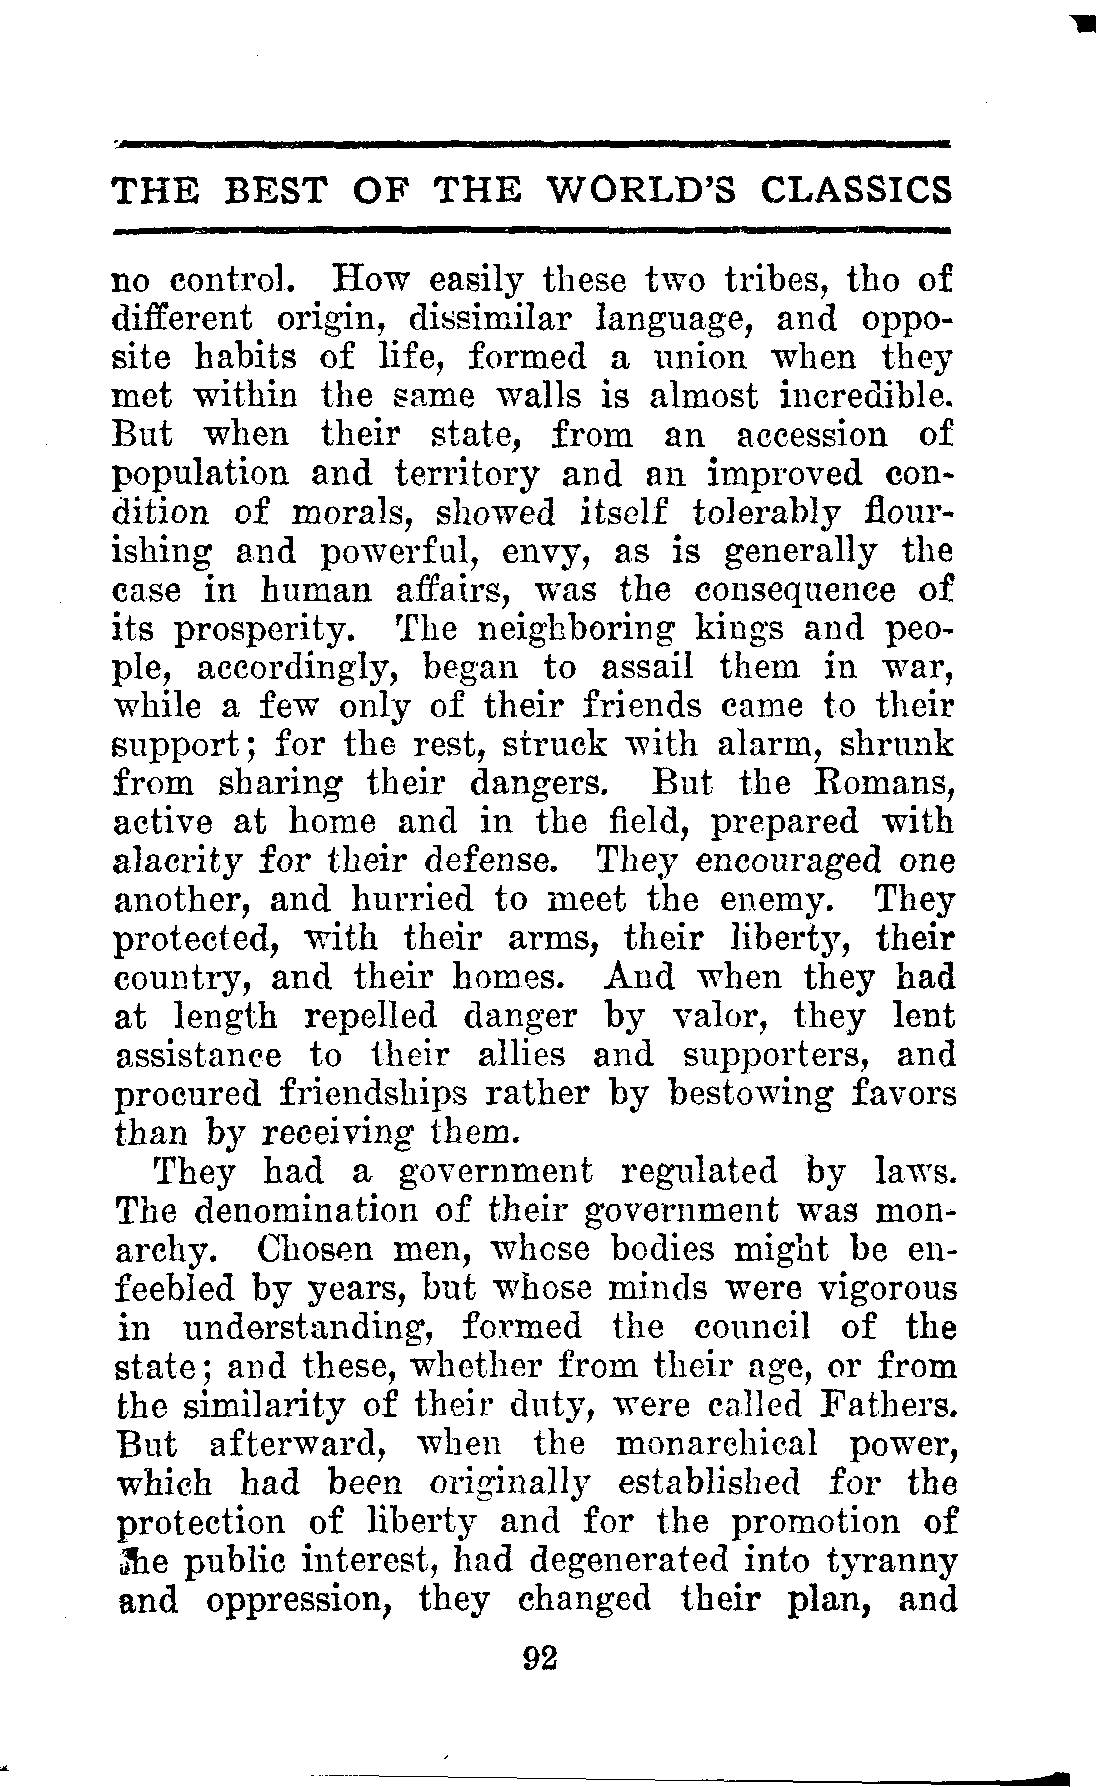 THE BEST OF THE WORLD'S CLASSICS
no control. How easily these two tribes, tho of
different origin, dissimilar language, and oppo-
site habits of life, formed a union when they
met within the same walls is almost incredible.
But when their state, from an accession of
population and territory and an improved con-
dition of morals, showed itself tolerably flour-
ishing and powerful, envy, as is generally the
case in human affairs, was the consequence of
its prosperity. The neighboring kings and peo-
ple, accordingly, began to assail them in war,
while a few only of their friends came to their
support; for the rest, struck with alarm, shrunk
from sharing their dangers. But the Romans,
active at home and in the field, prepared with
alacrity for their defense. They encouraged one
another, and hurried to meet the enemy. They
protected, with their arms, their liberty, their
country, and their homes. And when they had
at length repelled danger by valor, they lent
assistance to their allies and supporters, and
procured friendships rather by bestowing favors
than by receiving them.
They had a government regulated by laws.
The denomination of their government was mon-
archy. Chosen men, whose bodies might be en-
feebled by years, but whose minds were vigorous
in understanding, formed the council of the
state; and these, whether from their age, or from
the similarity of their duty, were called Fathers.
But afterward, when the monarchical power,
which had been originally established for the
protection of liberty and for the promotion of
the public interest, had degenerated into tyranny
and oppression, they changed their plan, and
92